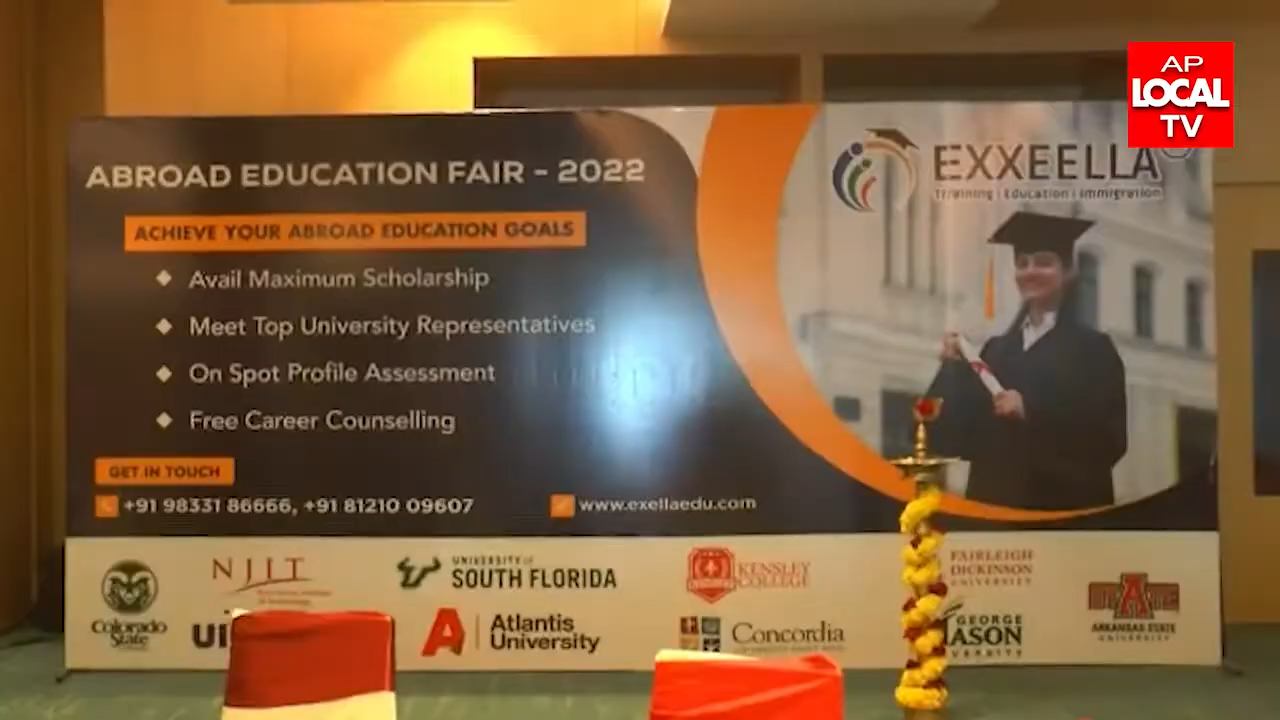 AP
LOCAL
TV
ABROAD EDUCATION FAIR - 2022
EXXEELLA
Training | Education | Immigration
ACHIEVE YOUR ABROAD EDUCATION GOALS
Avail Maximum Scholarship
Meet Top University Representatives
On Spot Profile Assessment
Free Career Counselling
GET IN TOUCH
+91 98331 86666, +91 81210 09607
www.exellaedu.com
Colorado
State
NJIT
UNIVERSITY of
SOUTH FLORIDA
KENSLEY
COLLEGE
FAIRLEIGH
DICKINSON
UNIVERSITY
Atlantis
University
Concordia
GEORGE
ARKANSAS STATE
UNIVERSITY